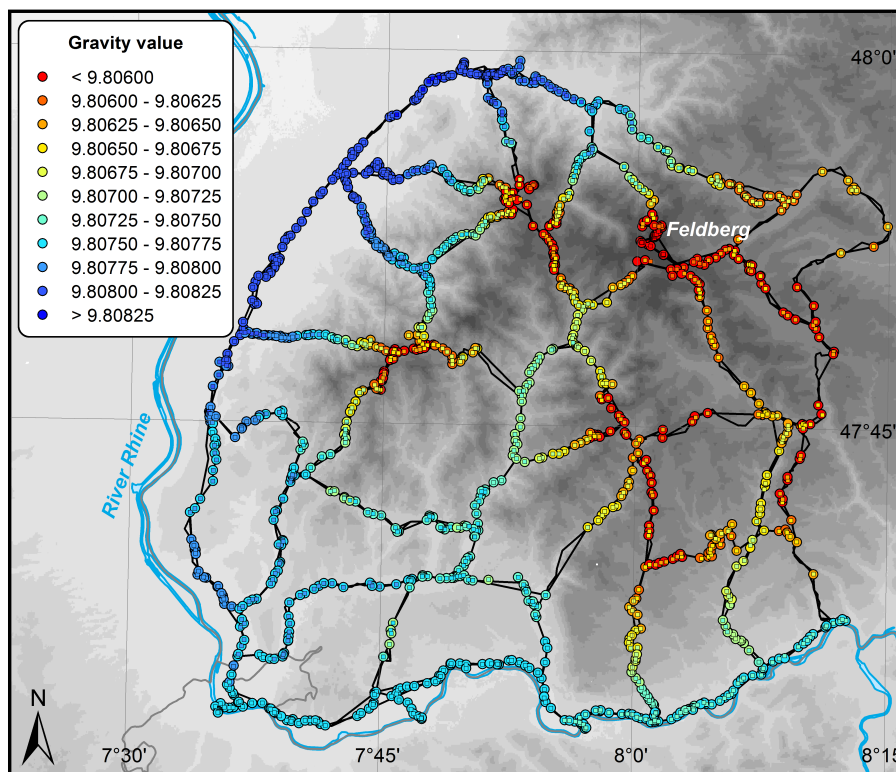 Gravity value
< 9.80600
9.80600 - 9.80625
9.80625 - 9.80650
9.80650 - 9.80675
9.80675 - 9.80700
9.80700 - 9.80725
9.80725 - 9.80750
9.80750 - 9.80775
9.80775 - 9.80800
9.80800 - 9.80825
> 9.80825
48°0'
Feldberg
47°45'
River Rhine
N
7°30'
7°45'
8°0'
8°15'